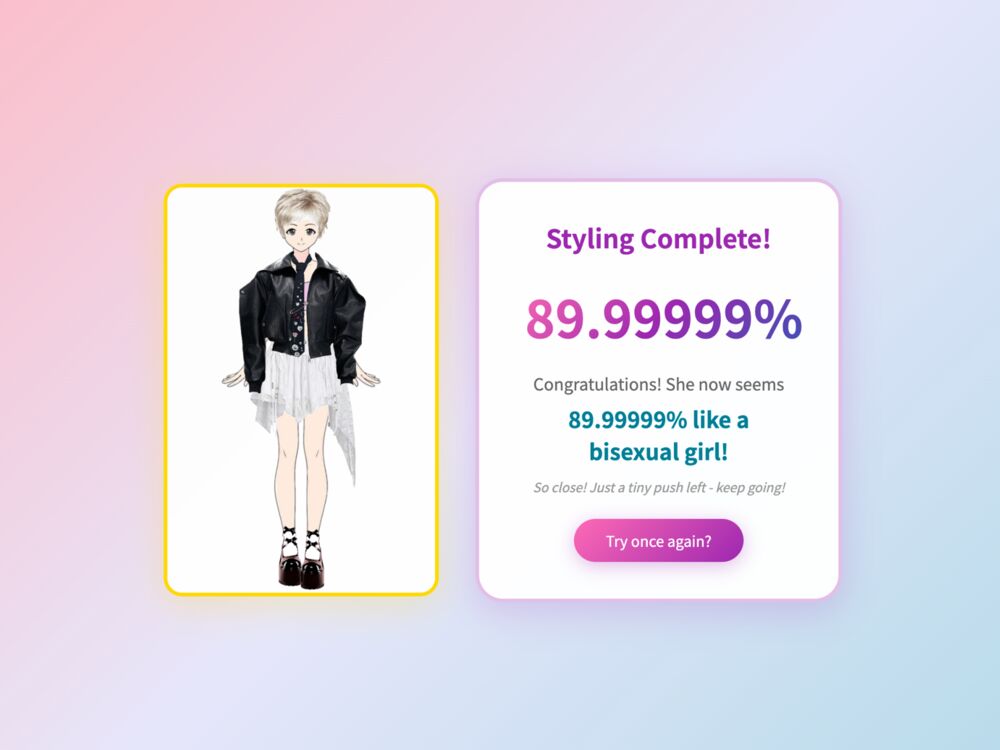 Styling Complete!
89.99999%
Congratulations! She now seems
89.99999% like a
bisexual girl!
So close! Just a tiny push left - keep going!
Try once again?